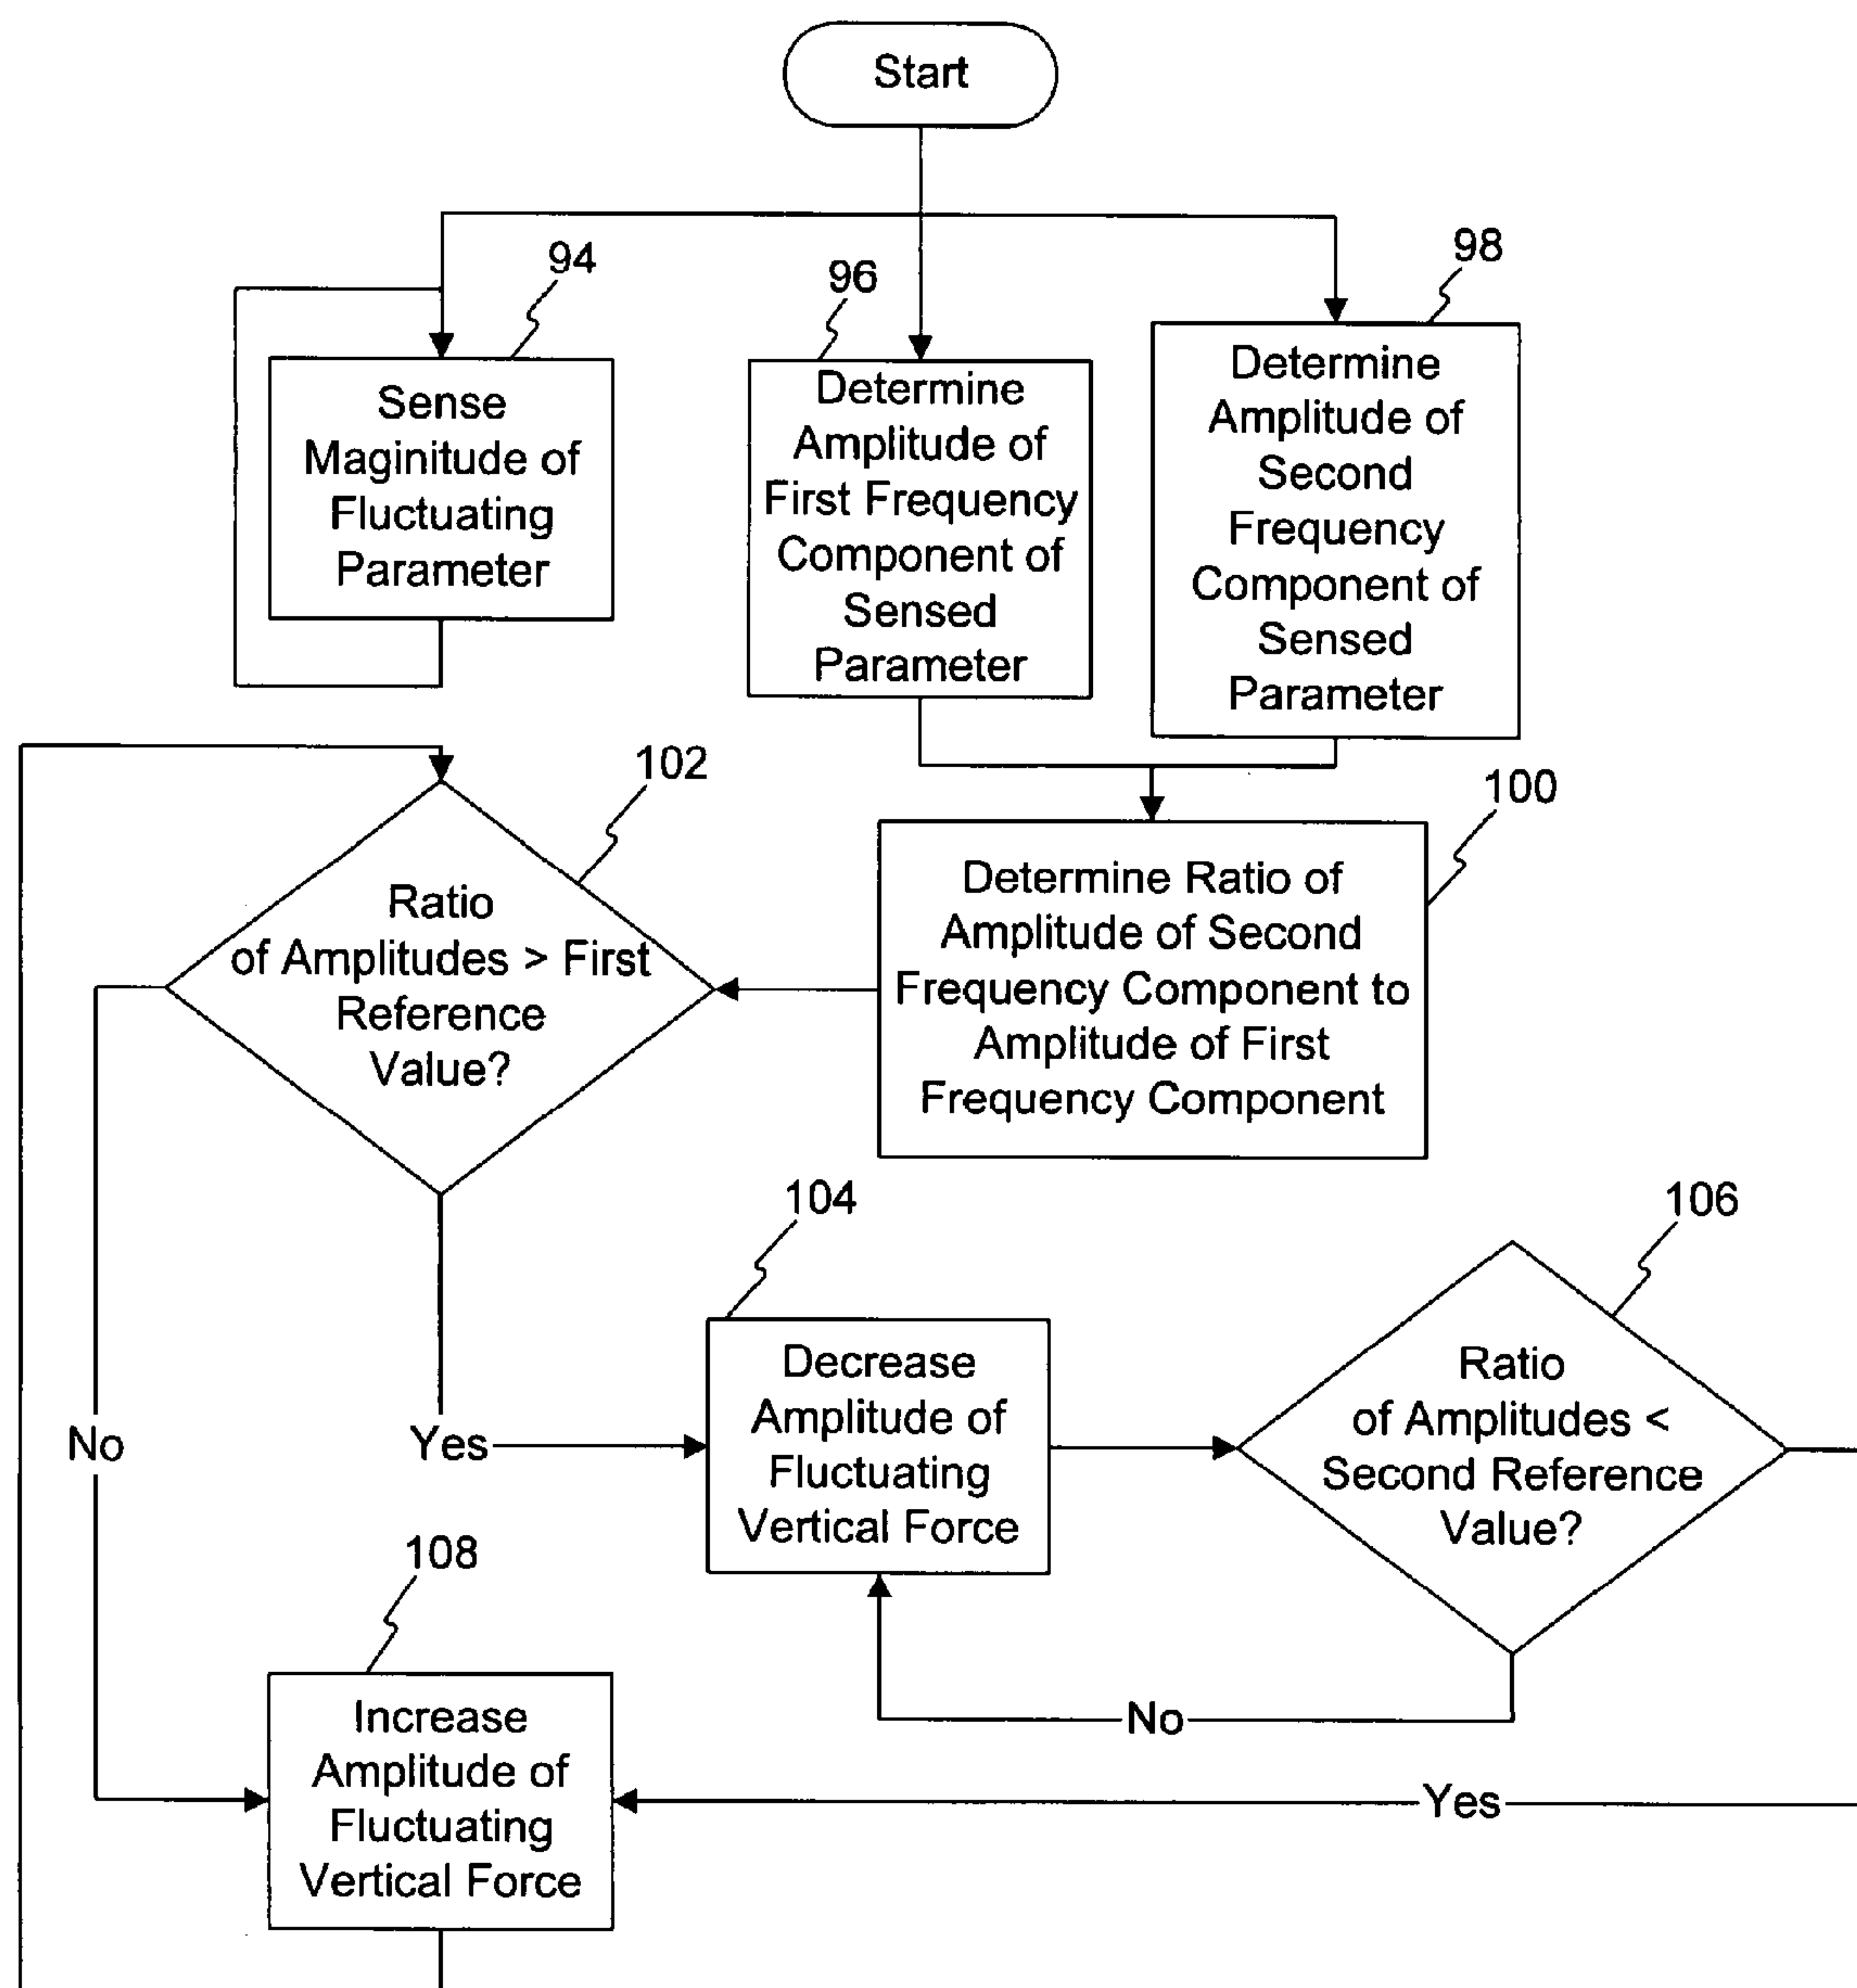 Start
94
Sense
Maginitude of
Fluctuating
Parameter
96
Determine
Amplitude of
First Frequency
Component of
Sensed
Parameter
98
Determine
Amplitude of
Second
Frequency
Component of
Sensed
Parameter
100
Determine Ratio of
Amplitude of Second
Frequency Component to
Amplitude of First
Frequency Component
102
Ratio
of Amplitudes > First
Reference
Value?
No
Yes
104
Decrease
Amplitude of
Fluctuating
Vertical Force
106
Ratio
of Amplitudes <
Second Reference
Value?
No
Yes
108
Increase
Amplitude of
Fluctuating
Vertical Force